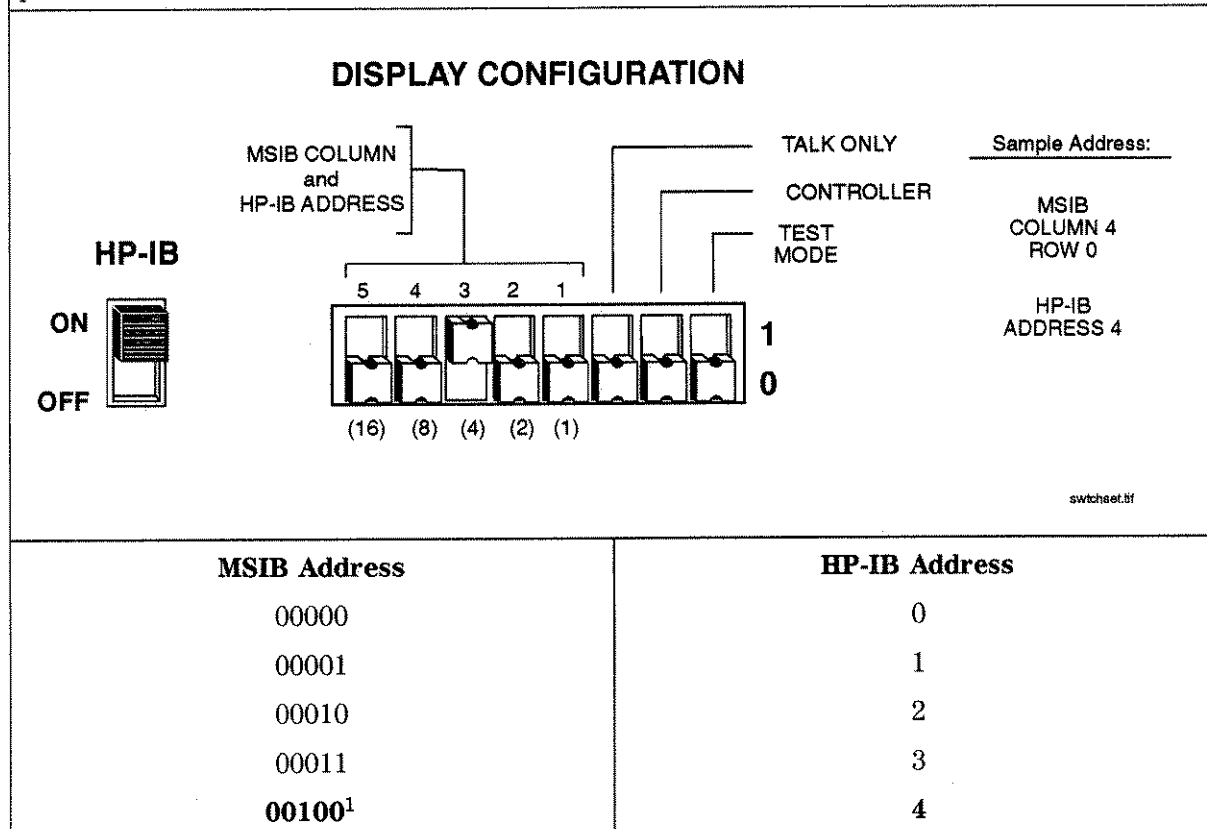 DISPLAY CONFIGURATION
MSIB COLUMN
and
HP-IB ADDRESS
TALK ONLY
CONTROLLER
TEST
MODE
Sample Address:
MSIB
COLUMN 4
ROW 0
HP-IB
ADDRESS 4
HP-IB
ON
OFF
5 4 3 2 1
1
0
(16) (8) (4) (2) (1)
swtchset.tif
MSIB Address HP-IB Address
00000 0
00001 1
00010 2
00011 3
00100¹ 4